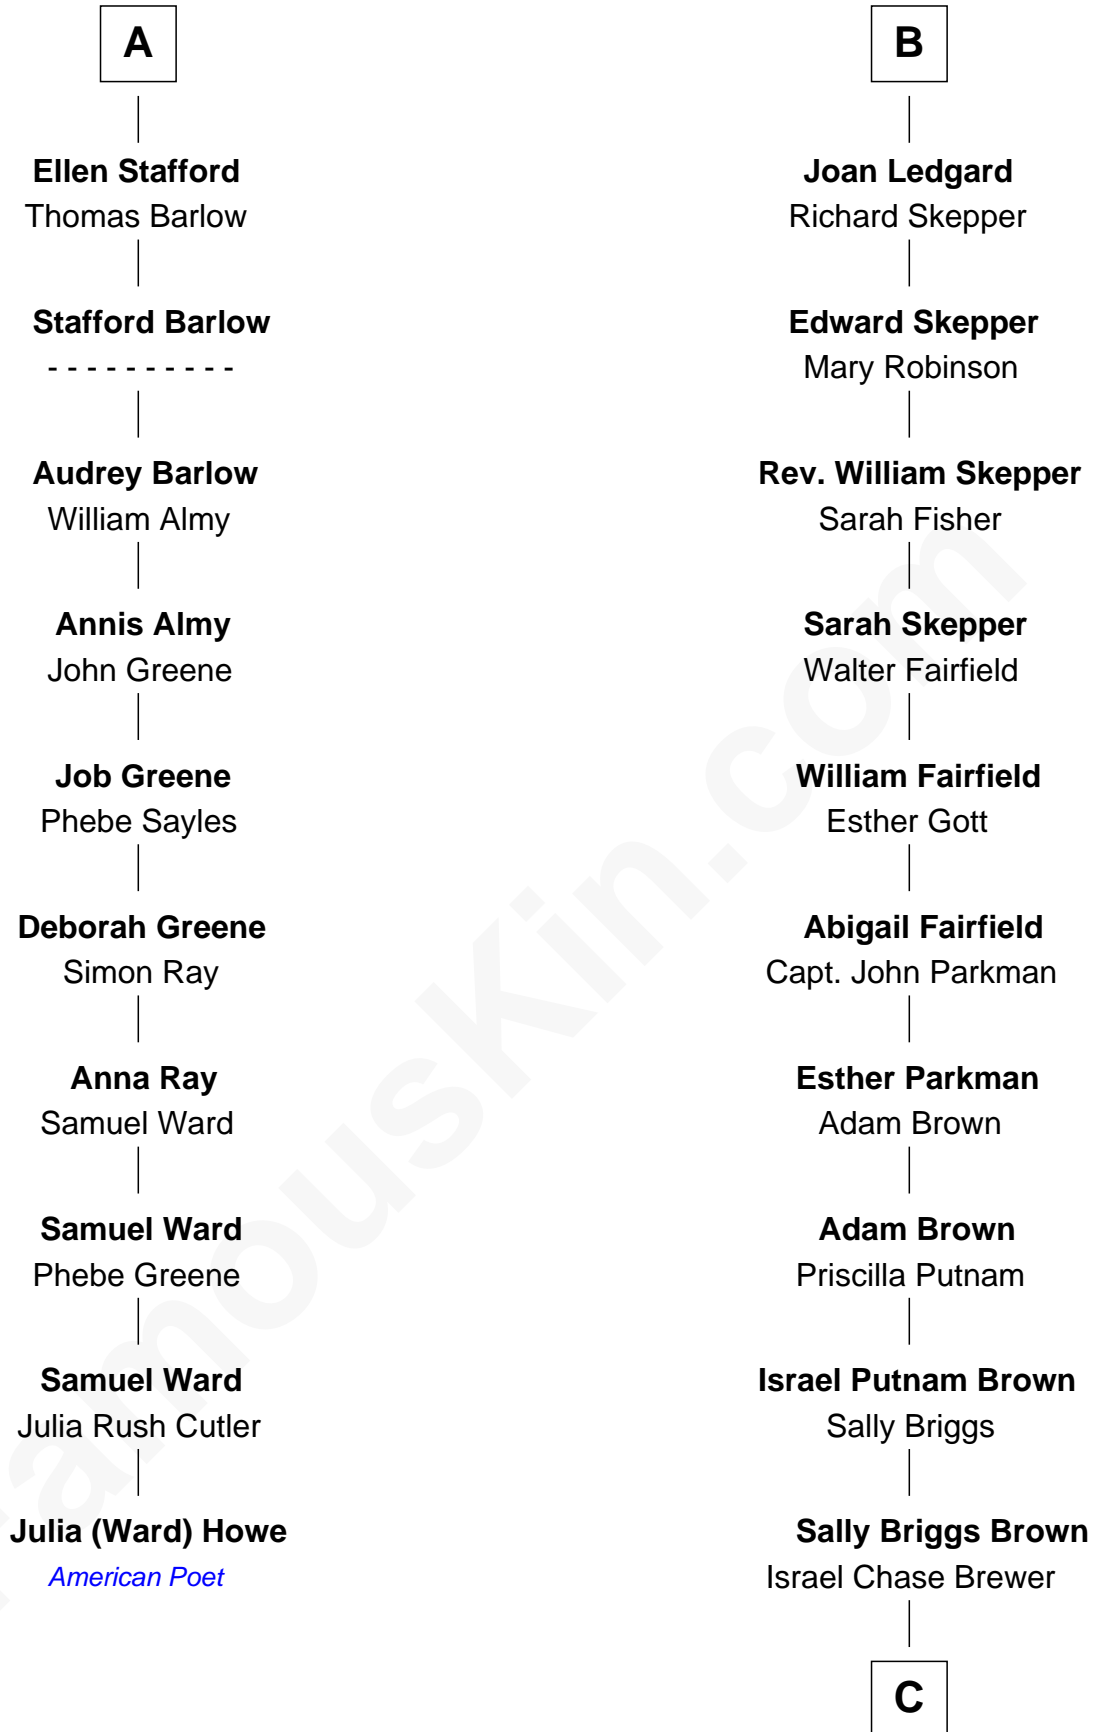 A
Ellen Stafford
Thomas Barlow
Stafford Barlow
- - - - - - - - - -
Audrey Barlow
William Almy
Annis Almy
John Greene
Job Greene
Phebe Sayles
Deborah Greene
Simon Ray
Anna Ray
Samuel Ward
Samuel Ward
Phebe Greene
Samuel Ward
Julia Rush Cutler
Julia (Ward) Howe
American Poet
B
Joan Ledgard
Richard Skepper
Edward Skepper
Mary Robinson
Rev. William Skepper
Sarah Fisher
Sarah Skepper
Walter Fairfield
William Fairfield
Esther Gott
Abigail Fairfield
Capt. John Parkman
Esther Parkman
Adam Brown
Adam Brown
Priscilla Putnam
Israel Putnam Brown
Sally Briggs
Sally Briggs Brown
Israel Chase Brewer
C
FamousKin.com